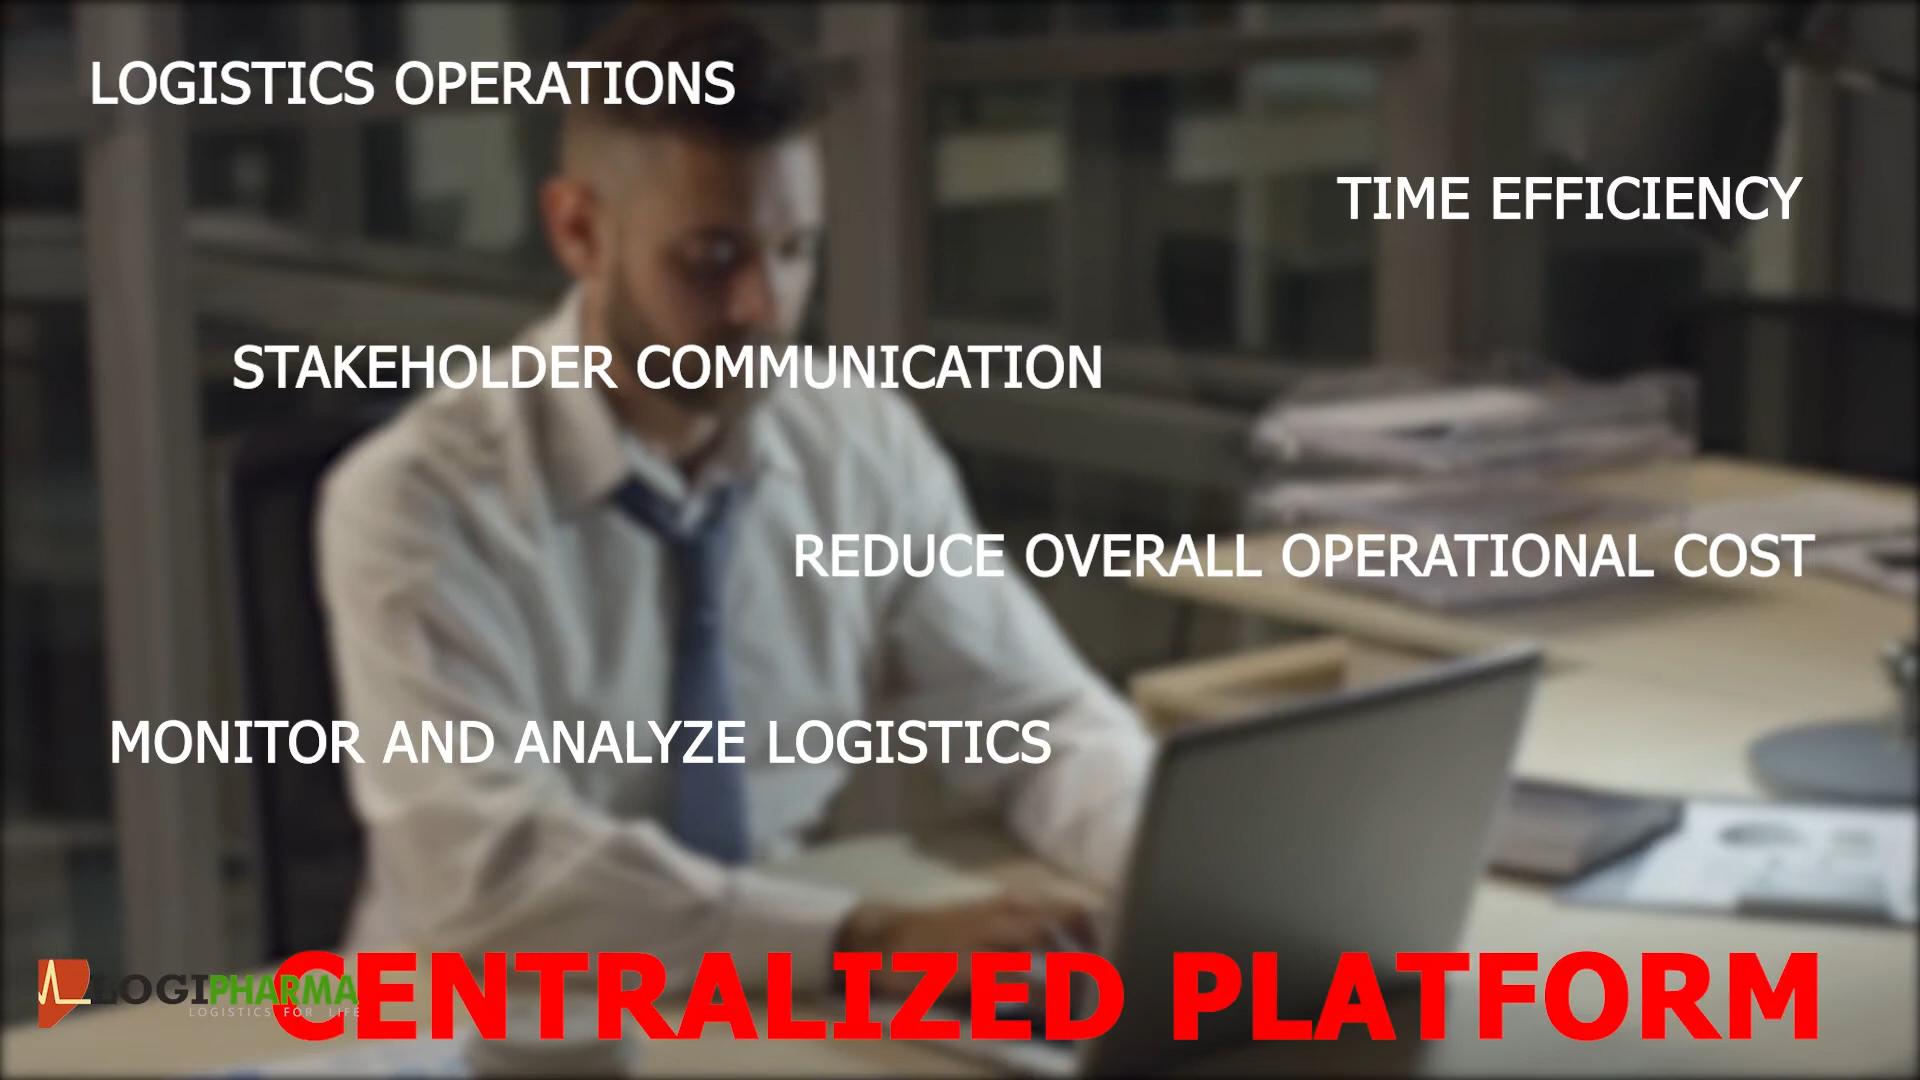 LOGISTICS OPERATIONS
TIME EFFICIENCY
STAKEHOLDER COMMUNICATION
REDUCE OVERALL OPERATIONAL COST
MONITOR AND ANALYZE LOGISTICS
CENTRALIZED PLATFORM
LOGIPHARMA
LOGISTICS FOR LIFE